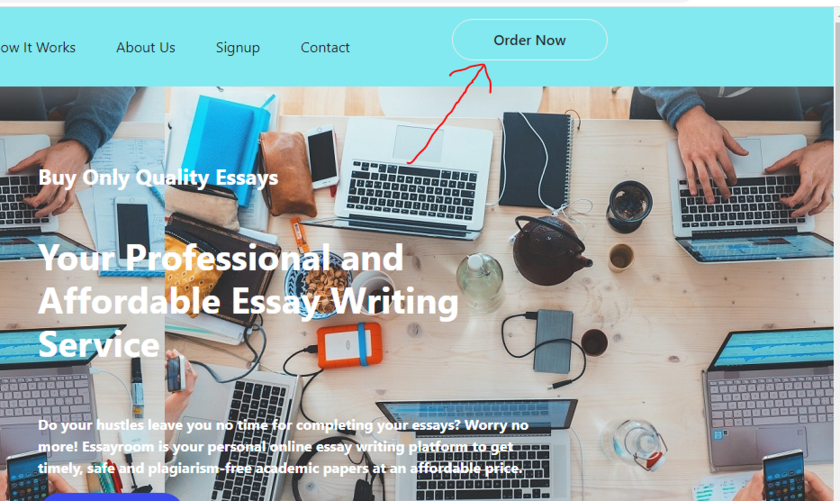 ow It Works About Us Signup Contact Order Now
Buy Only Quality Essays
Your Professional and
Affordable Essay Writing
Service
Do your hustles leave you no time for completing your essays? Worry no
more! Essayroom is your personal online essay writing platform to get
timely, safe and plagiarism-free academic papers at an affordable price.